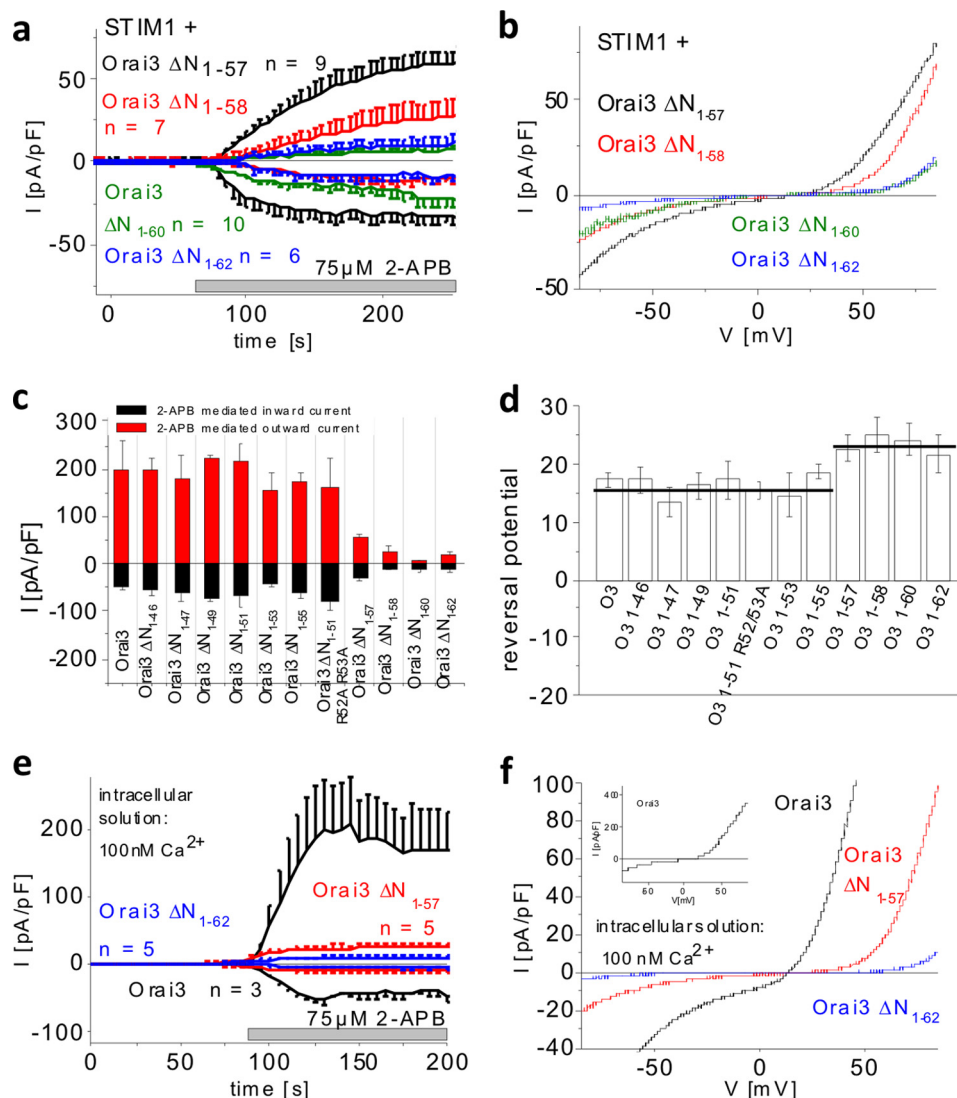 a
STIM1 +
Orai3 ΔN1-57 n = 9
Orai3 ΔN1-58
n = 7
Orai3
ΔN1-60 n = 10
Orai3 ΔN1-62 n = 6
75µM 2-APB
I [pA/pF]
50
0
-50
0
100
200
time [s]
b
STIM1 +
Orai3 ΔN1-57
Orai3 ΔN1-58
Orai3 ΔN1-60
Orai3 ΔN1-62
I [pA/pF]
50
0
-50
-50
0
50
V [mV]
c
2-APB mediated inward current
2-APB mediated outward current
I [pA/pF]
300
200
100
0
-100
-200
Orai3
Orai3 ΔN1-46
Orai3 ΔN1-47
Orai3 ΔN1-49
Orai3 ΔN1-51
Orai3 ΔN1-53
Orai3 ΔN1-55
Orai3 ΔN1-51
R52A-R53A
Orai3 ΔN1-57
Orai3 ΔN1-58
Orai3 ΔN1-60
Orai3 ΔN1-62
d
reversal potential
30
20
10
0
-10
-20
O3
O3 1-46
O3 1-47
O3 1-49
O3 1-51
O3 1-51 R52/53A
O3 1-53
O3 1-55
O3 1-57
O3 1-58
O3 1-60
O3 1-62
e
intracellular
solution:
100nM Ca2+
Orai3 ΔN1-57
n = 5
Orai3 ΔN1-62
n = 5
Orai3 n = 3
75µM 2-APB
I [pA/pF]
200
100
0
-100
0
50
100
150
200
time [s]
f
Orai3
I [pA/pF]
400
200
0
60
0
50
V[mV]
Orai3
Orai3
ΔN1-57
intracellular solution:
100 nM Ca2+
Orai3 ΔN1-62
I [pA/pF]
100
80
60
40
20
0
-20
-40
-50
0
50
V [mV]